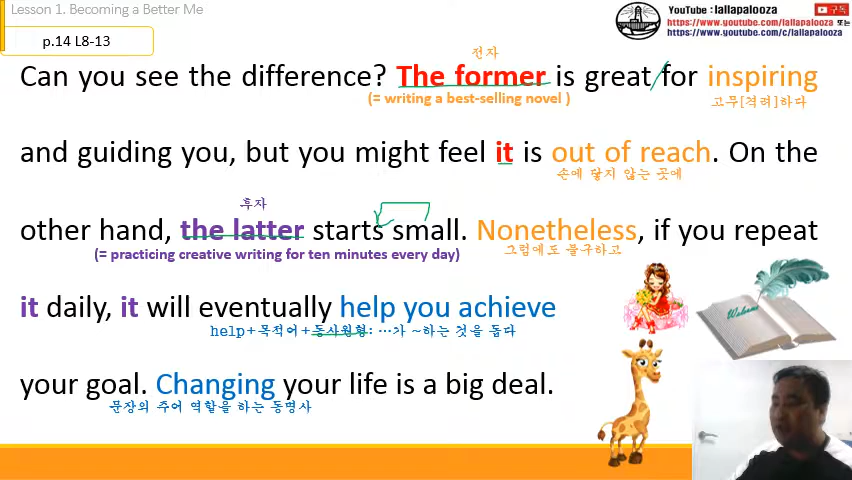 Lesson 1. Becoming a Better Me
p.14 L8-13
YouTube : lallapalooza
구독
https://www.youtube.com/lallapalooza 또는
https://www.youtube.com/c/lallapalooza
전자
Can you see the difference? The former is great for inspiring
(= writing a best-selling novel )
고무[격려]하다
and guiding you, but you might feel it is out of reach. On the
손에 닿지 않는 곳에
후자
other hand, the latter starts small. Nonetheless, if you repeat
(= practicing creative writing for ten minutes every day)
그럼에도 불구하고
it daily, it will eventually help you achieve
help+목적어+동사원형: …가 ~하는 것을 돕다
your goal. Changing your life is a big deal.
문장의 주어 역할을 하는 동명사
Welcome